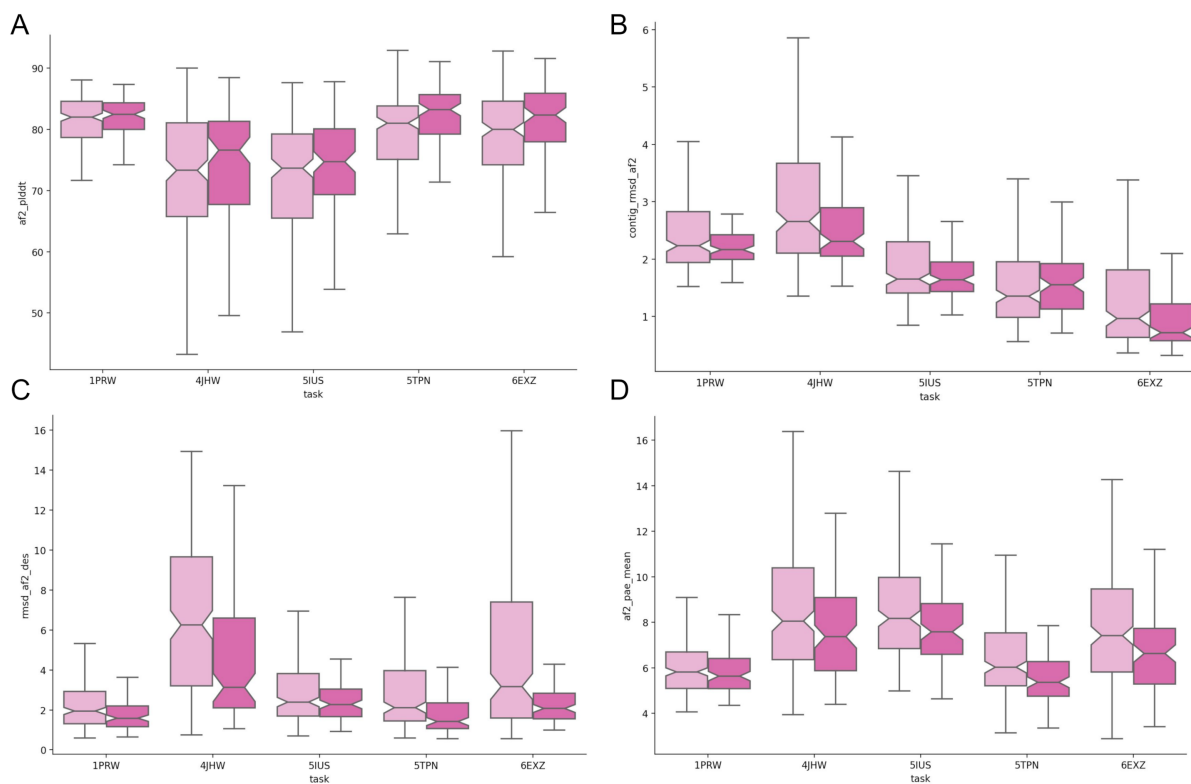 A
af2_plddt
90
80
70
60
50
1PRW
4JHW
5IUS
5TPN
6EXZ
task
B
contig_rmsd_af2
6
5
4
3
2
1
1PRW
4JHW
5IUS
5TPN
6EXZ
task
C
rmsd_af2_des
16
14
12
10
8
6
4
2
0
1PRW
4JHW
5IUS
5TPN
6EXZ
task
D
af2_pae_mean
16
14
12
10
8
6
4
1PRW
4JHW
5IUS
5TPN
6EXZ
task